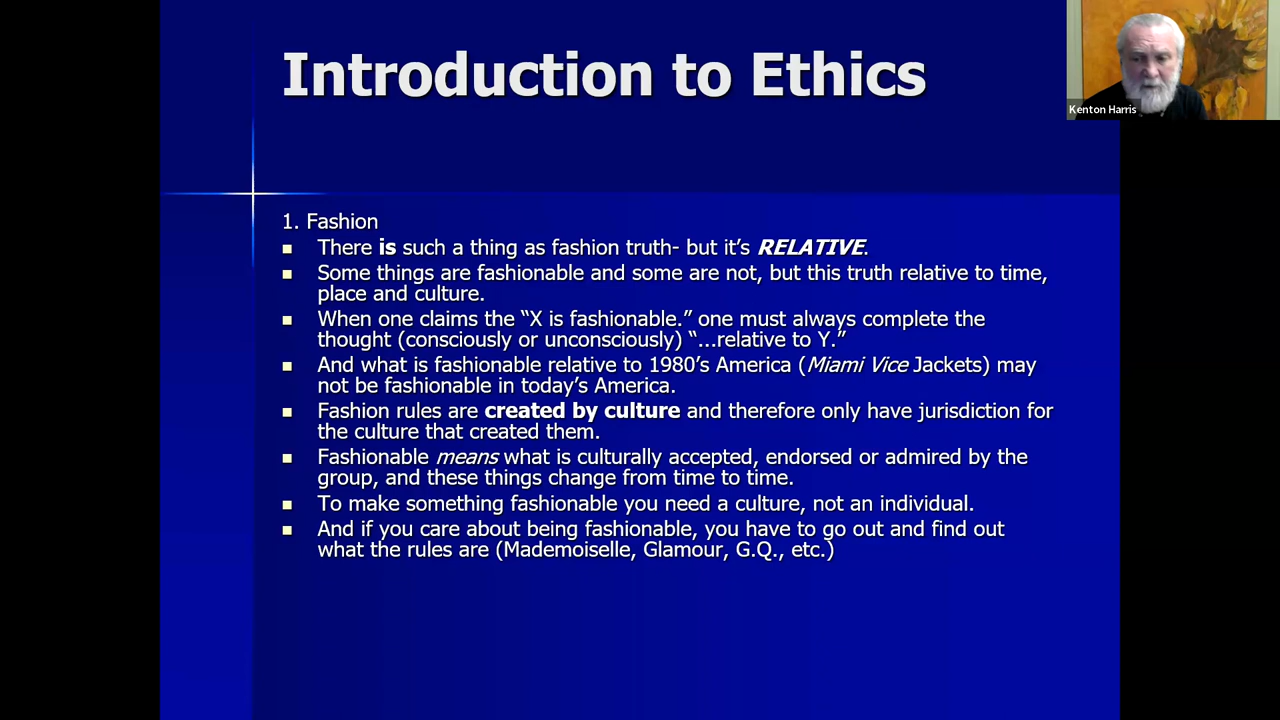 Introduction to Ethics
Kenton Harris
1. Fashion
There is such a thing as fashion truth- but it's RELATIVE.
Some things are fashionable and some are not, but this truth relative to time,
place and culture.
When one claims the “X is fashionable.” one must always complete the
thought (consciously or unconsciously) “...relative to Y.”
And what is fashionable relative to 1980’s America (Miami Vice Jackets) may
not be fashionable in today’s America.
Fashion rules are created by culture and therefore only have jurisdiction for
the culture that created them.
Fashionable means what is culturally accepted, endorsed or admired by the
group, and these things change from time to time.
To make something fashionable you need a culture, not an individual.
And if you care about being fashionable, you have to go out and find out
what the rules are (Mademoiselle, Glamour, G.Q., etc.)